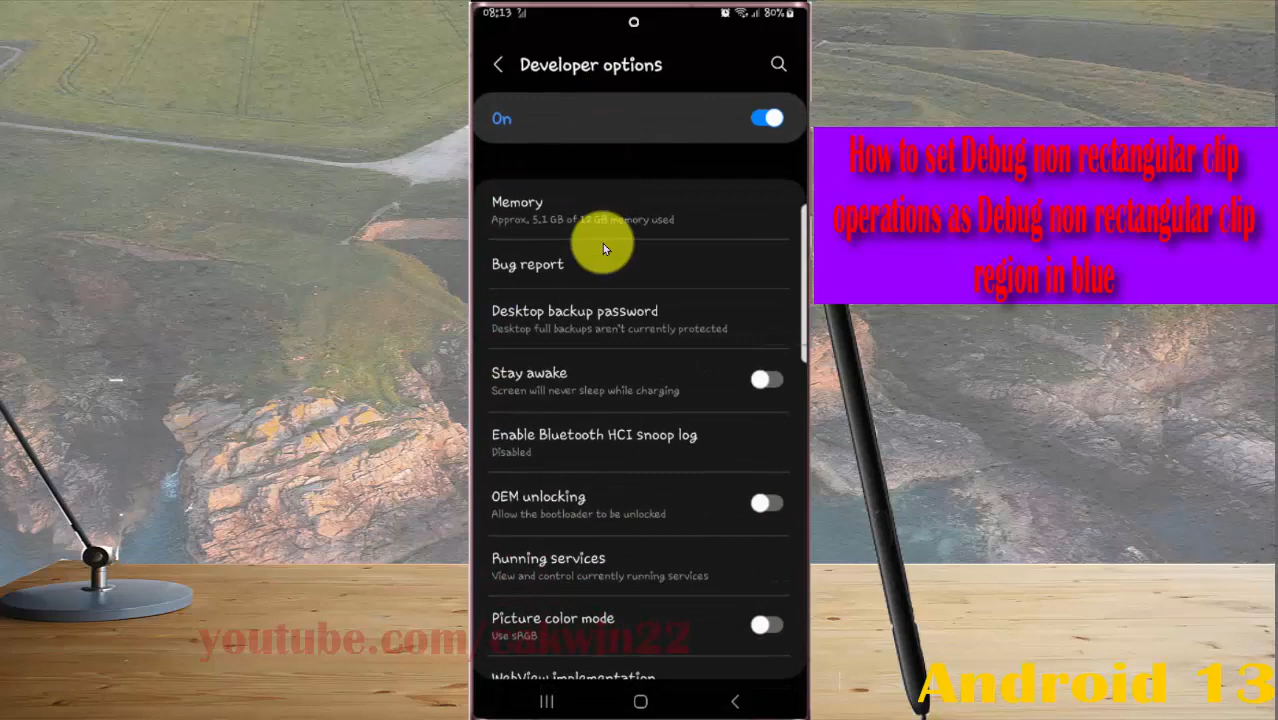 08:13
80%
Developer options
On
Memory
Approx. 5.1 GB of 12 GB memory used
Bug report
Desktop backup password
Desktop full backups aren't currently protected
Stay awake
Screen will never sleep while charging
Enable Bluetooth HCI snoop log
Disabled
OEM unlocking
Allow the bootloader to be unlocked
Running services
View and control currently running services
Picture color mode
Use sRGB
WebView implementation
How to set Debug non rectangular clip
operations as Debug non rectangular clip
region in blue
youtube.com/eakwin22
Android 13